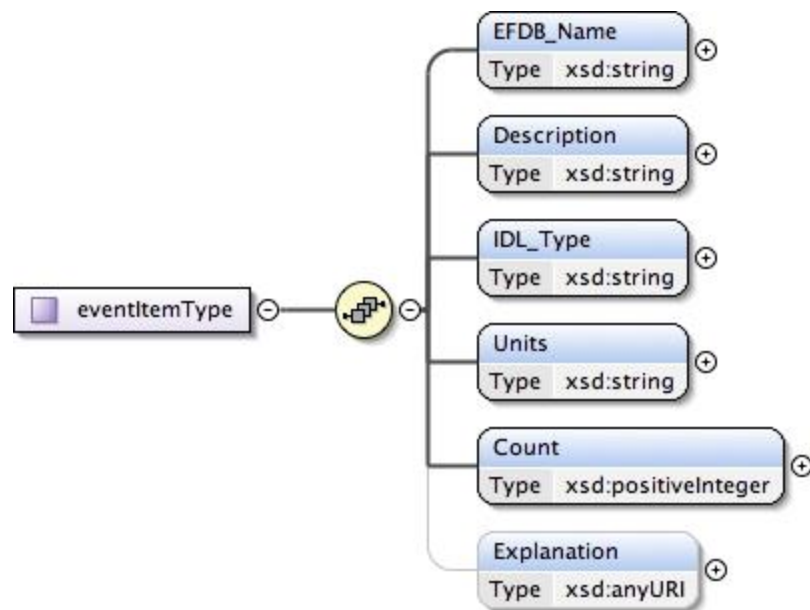 EFDB_Name
Type xsd:string
Description
Type xsd:string
IDL_Type
Type xsd:string
eventItemType
Units
Type xsd:string
Count
Type xsd:positiveInteger
Explanation
Type xsd:anyURI